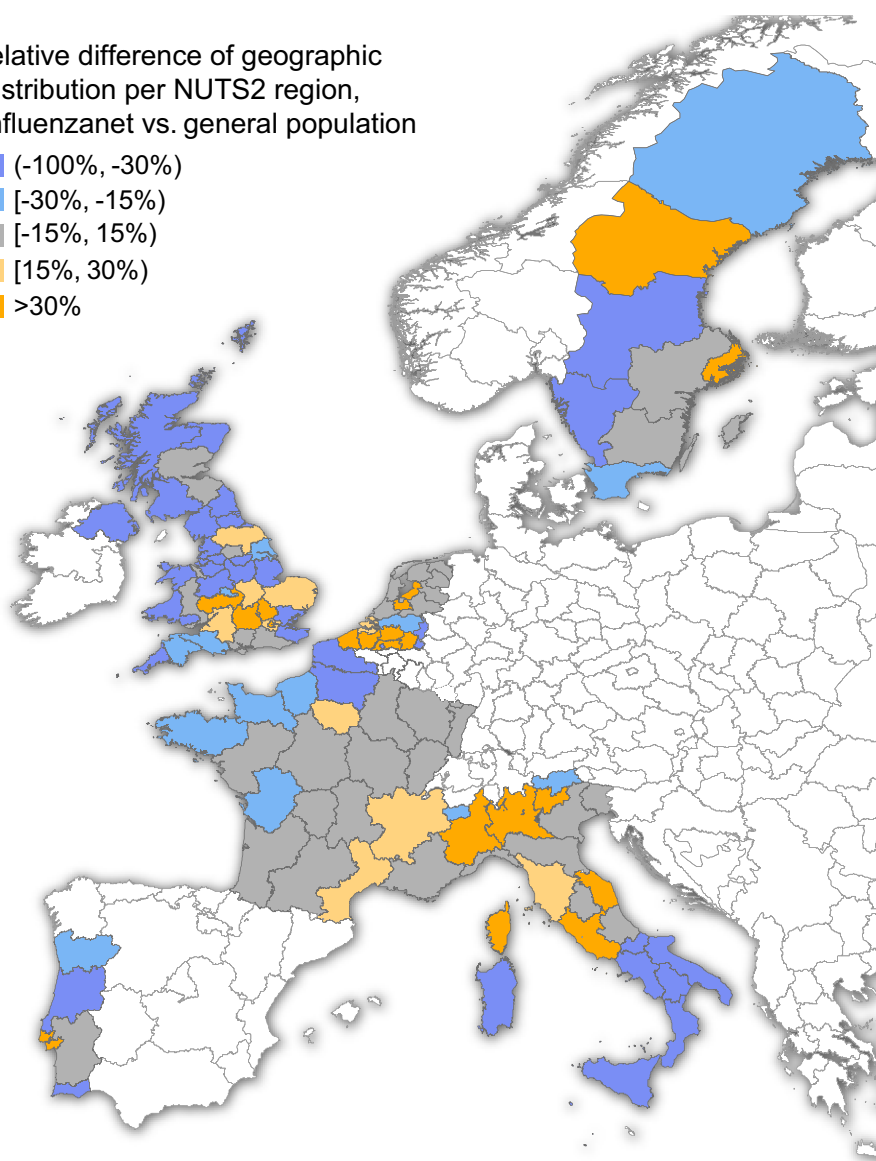 elative difference of geographic
istribution per NUTS2 region,
nfluenzanet vs. general population
(-100%, -30%)
[-30%, -15%)
[-15%, 15%)
[15%, 30%)
>30%